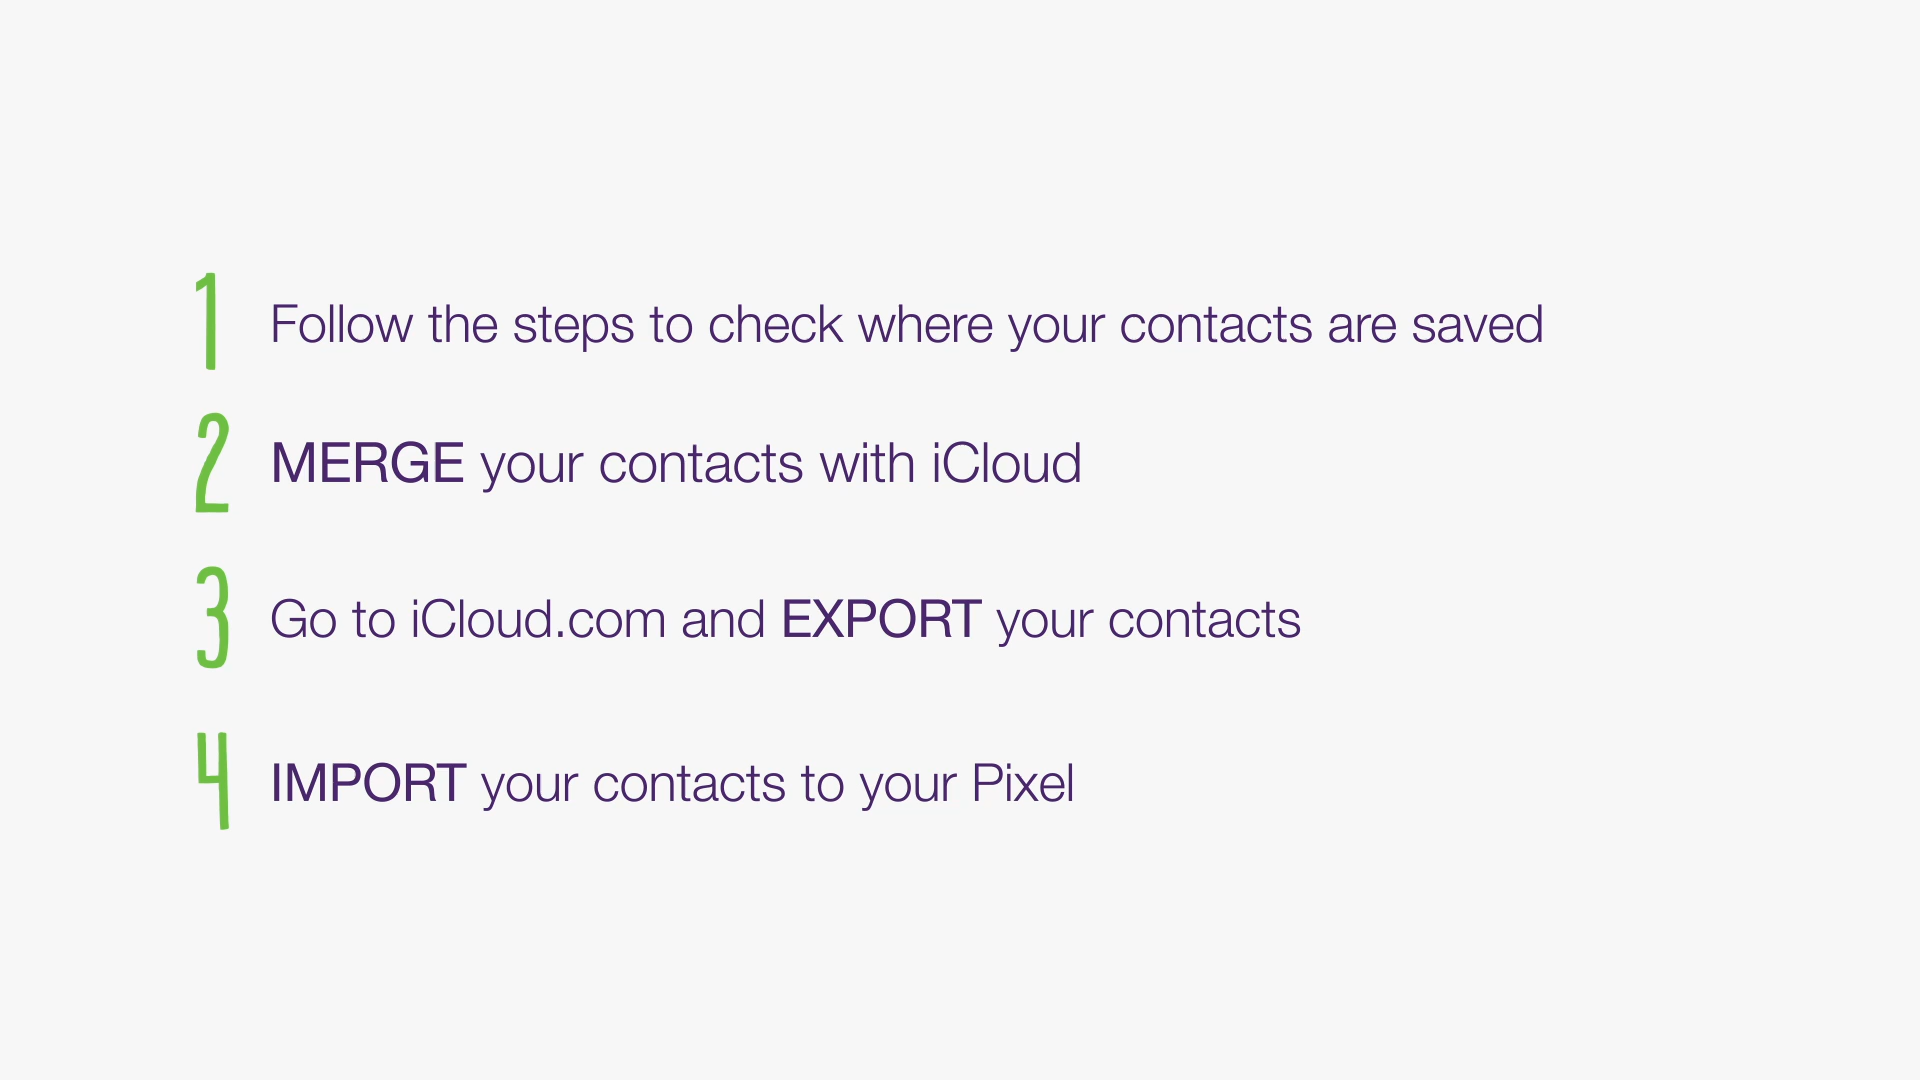 1 Follow the steps to check where your contacts are saved
2 MERGE your contacts with iCloud
3 Go to iCloud.com and EXPORT your contacts
4 IMPORT your contacts to your Pixel